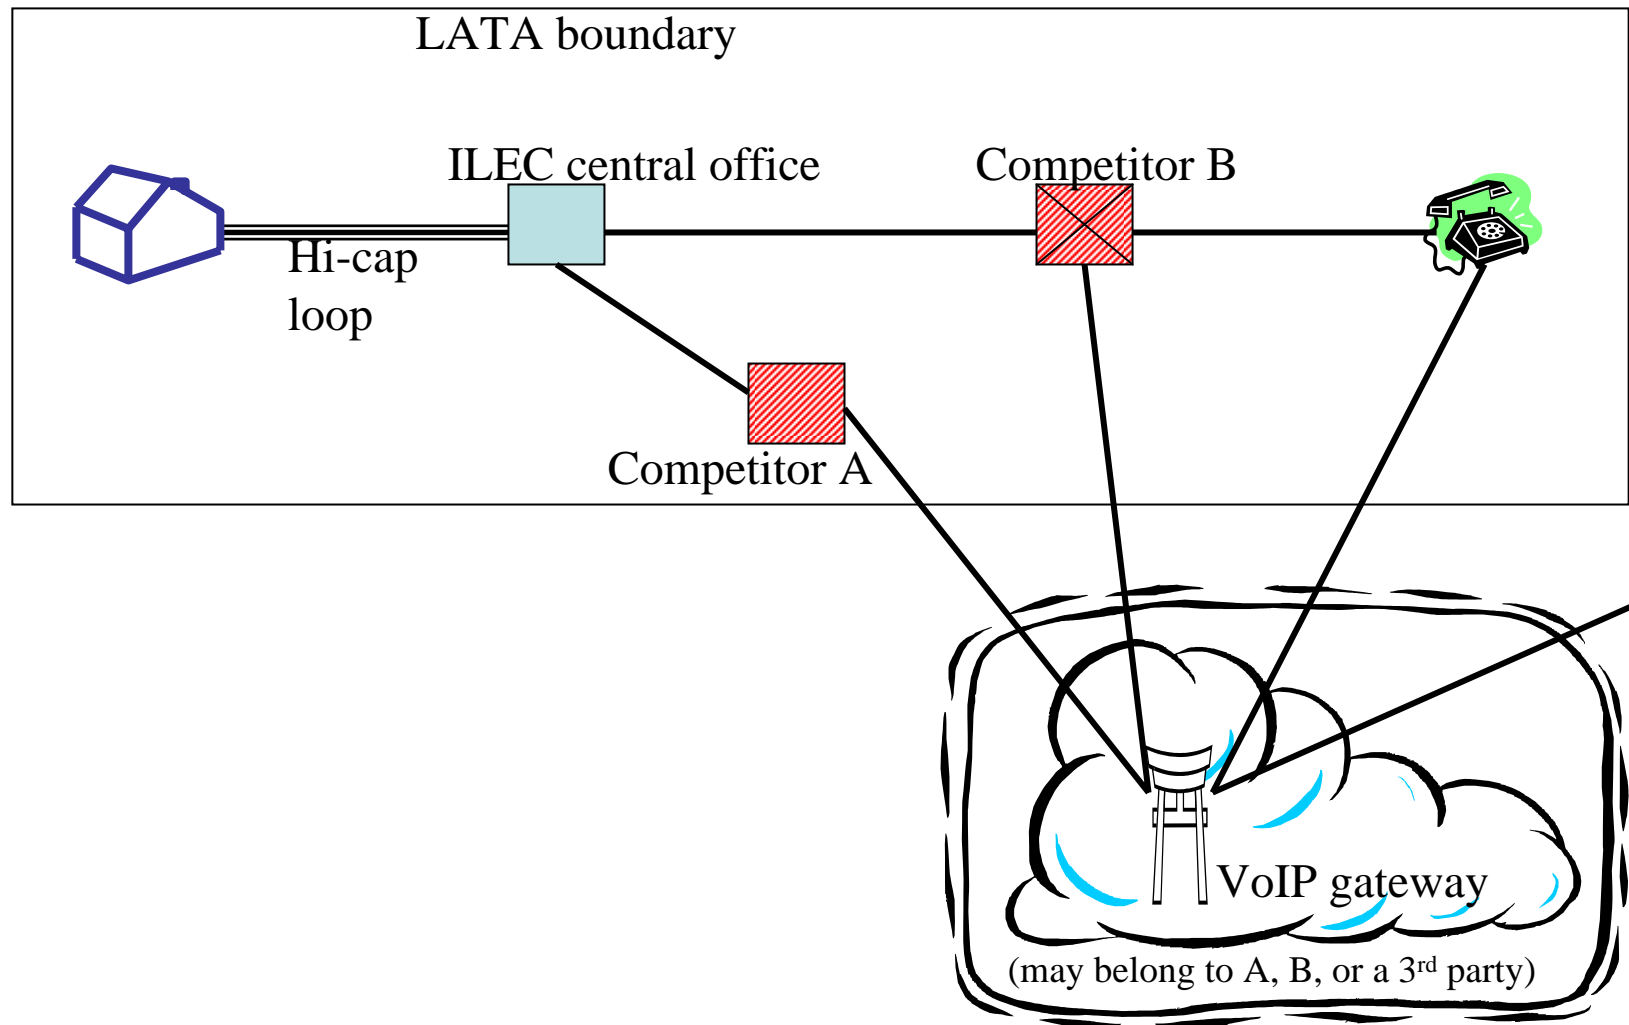 LATA boundary
ILEC central office
Competitor B
Hi-cap
loop
Competitor A
VoIP gateway
(may belong to A, B, or a 3rd party)